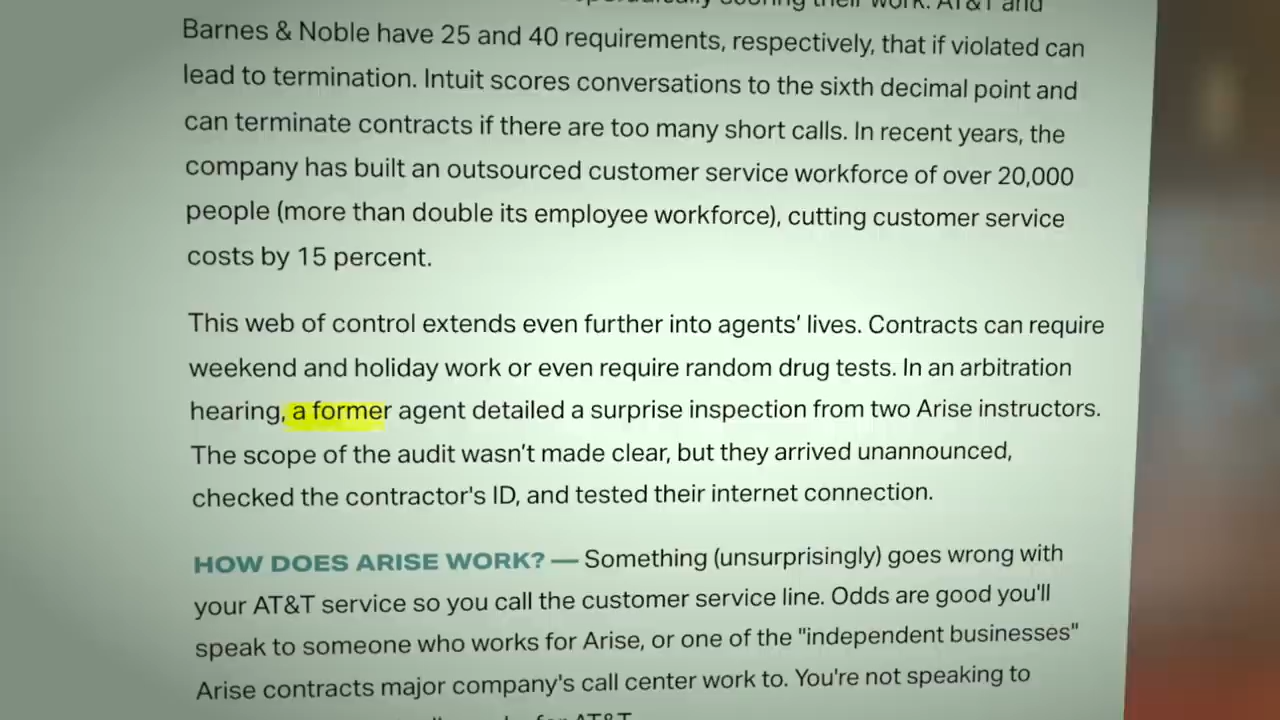 their work. AT&T and
Barnes & Noble have 25 and 40 requirements, respectively, that if violated can
lead to termination. Intuit scores conversations to the sixth decimal point and
can terminate contracts if there are too many short calls. In recent years, the
company has built an outsourced customer service workforce of over 20,000
people (more than double its employee workforce), cutting customer service
costs by 15 percent.
This web of control extends even further into agents’ lives. Contracts can require
weekend and holiday work or even require random drug tests. In an arbitration
hearing, a former agent detailed a surprise inspection from two Arise instructors.
The scope of the audit wasn’t made clear, but they arrived unannounced,
checked the contractor's ID, and tested their internet connection.
HOW DOES ARISE WORK? — Something (unsurprisingly) goes wrong with
your AT&T service so you call the customer service line. Odds are good you'll
speak to someone who works for Arise, or one of the "independent businesses"
Arise contracts major company's call center work to. You're not speaking to
for AT&T